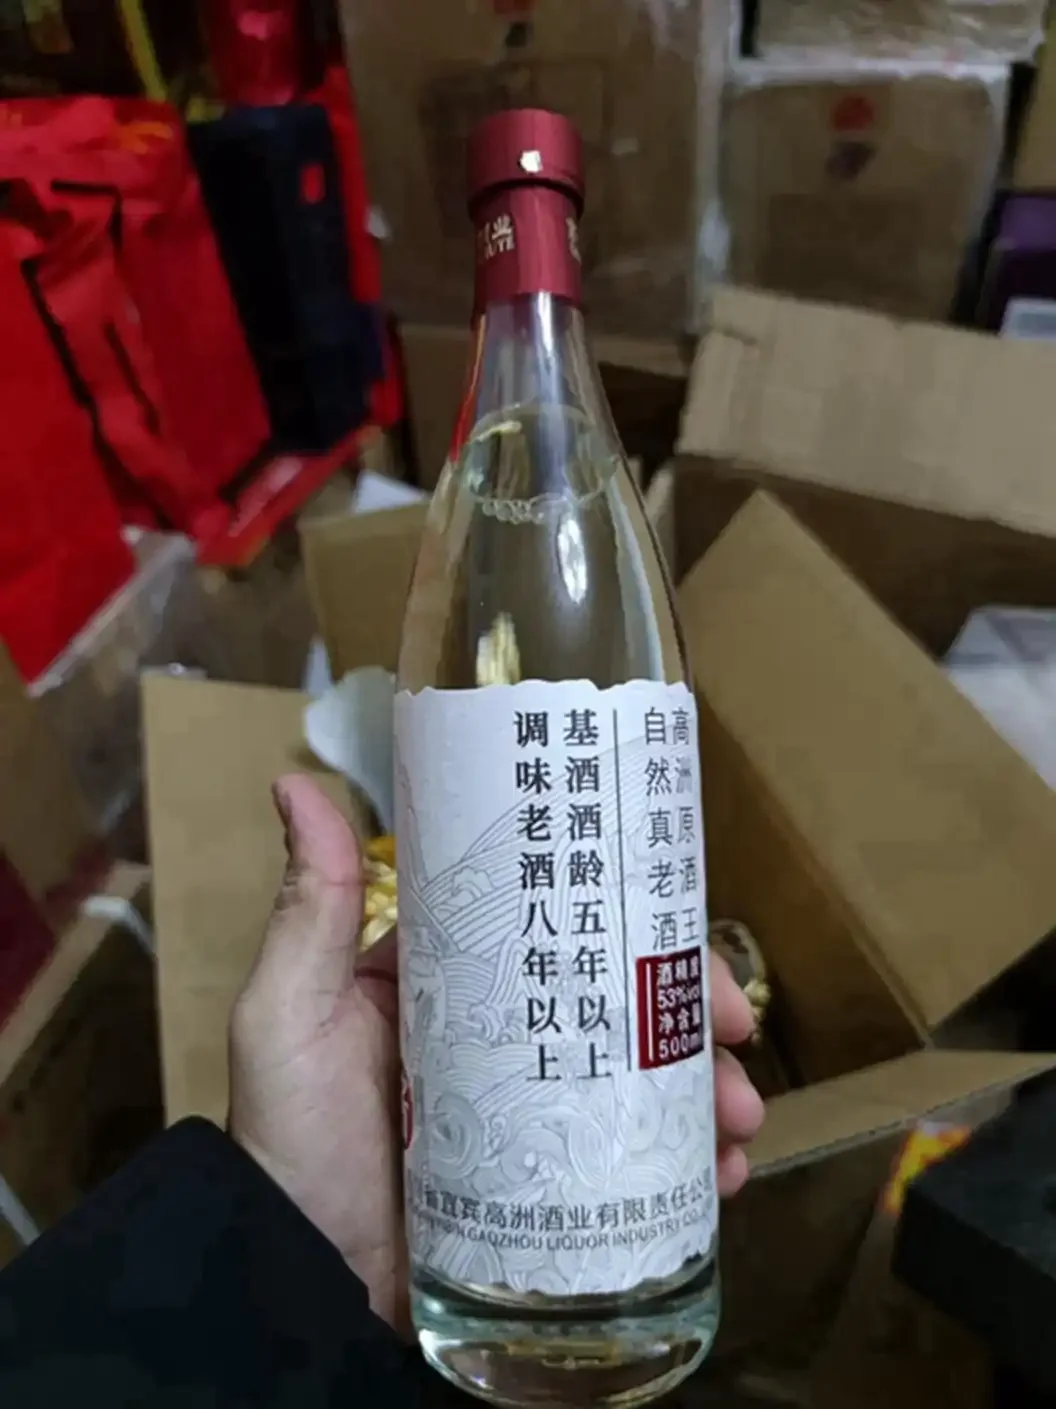 高洲原酒王
自然真老酒
基酒酒龄五年以上
调味老酒八年以上
酒精度
53%vol
净含量
500ml
省宜宾高洲酒业有限责任公
GAOZHOU LIQUOR INDUSTRY CO
业